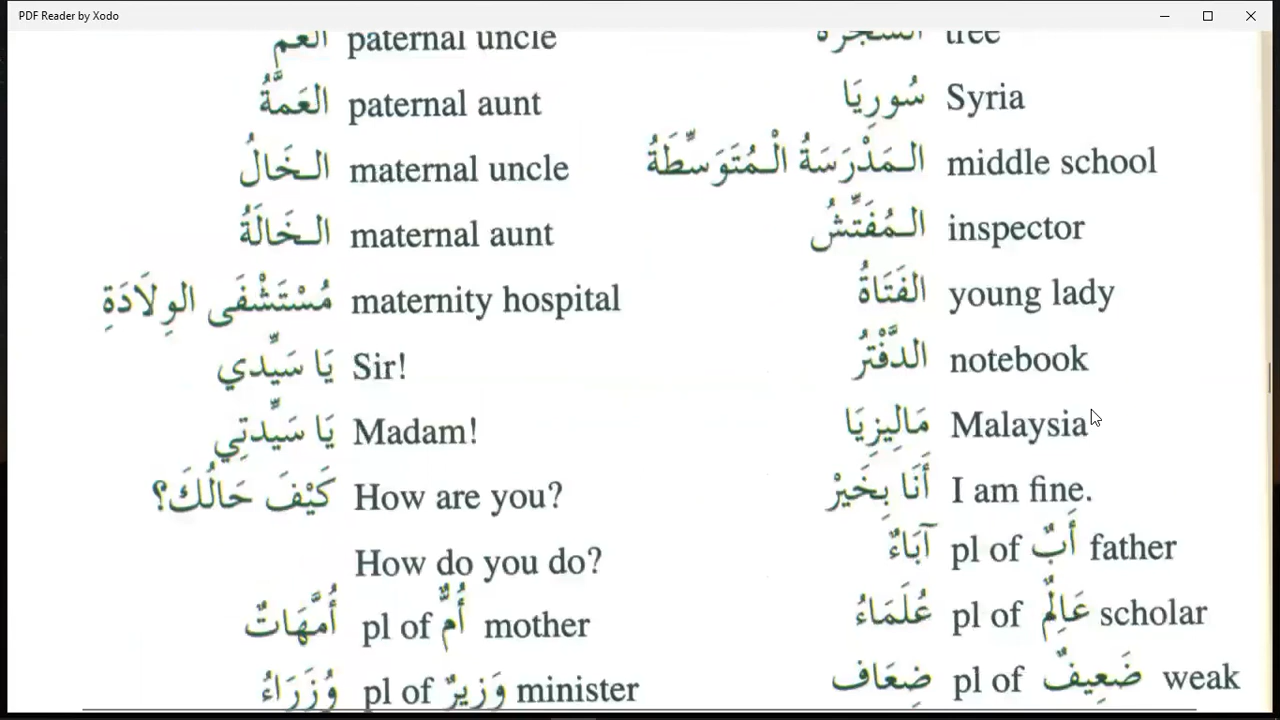 PDF Reader by Xodo
العم paternal uncle
العَمَّةُ paternal aunt
الـخَالُ maternal uncle
الـخَالَةُ maternal aunt
مُسْتَشْفَى الوِلَادَةِ maternity hospital
يَا سَيِّدي Sir!
يَا سَيِّدتِي Madam!
كَيْفَ حَالُكَ؟ How are you?
How do you do?
أُمَّهَاتٌ pl of أُمٌّ mother
وُزَرَاءُ pl of وَزيرٌ minister
الشجرة tree
سُورِيَا Syria
الـمَدْرَسَةُ الْـمُتَوَسِّطَةُ middle school
الـمُفَتِّشُ inspector
الفَتَاةُ young lady
الدَّفْتَرُ notebook
مَالِيزِيَا Malaysia
أَنَا بِخَيْرْ I am fine.
آبَاءٌ pl of أَبٌ father
عُلَمَاءُ pl of عَالِمٌ scholar
ضِعَاف pl of ضَعِيفٌ weak